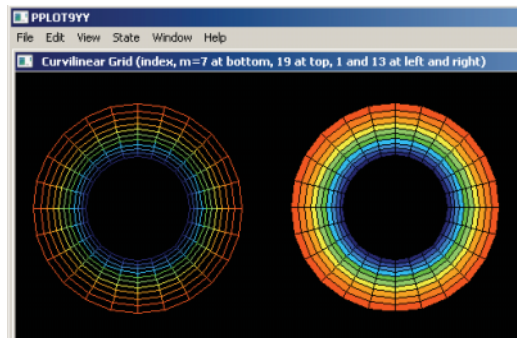 PPLOT9YY
File Edit View State Window Help
Curvilinear Grid (index, m=7 at bottom, 19 at top, 1 and 13 at left and right)